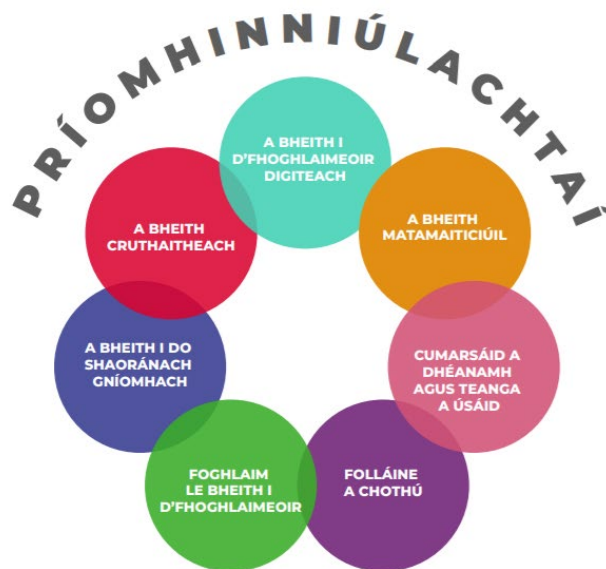 PRÍOMHINNIÚLACHTAÍ
A BHEITH I
D'FHOGHLAIMEOIR
DIGITEACH
A BHEITH
MATAMAITICIÚIL
CUMARSÁID A
DHÉANAMH
AGUS TEANGA
A ÚSÁID
FOLLÁINE
A CHOTHÚ
FOGHLAIM
LE BHEITH I
D'FHOGHLAIMEOIR
A BHEITH I DO
SHAORÁNACH
GNÍOMHACH
A BHEITH
CRUTHAITHEACH